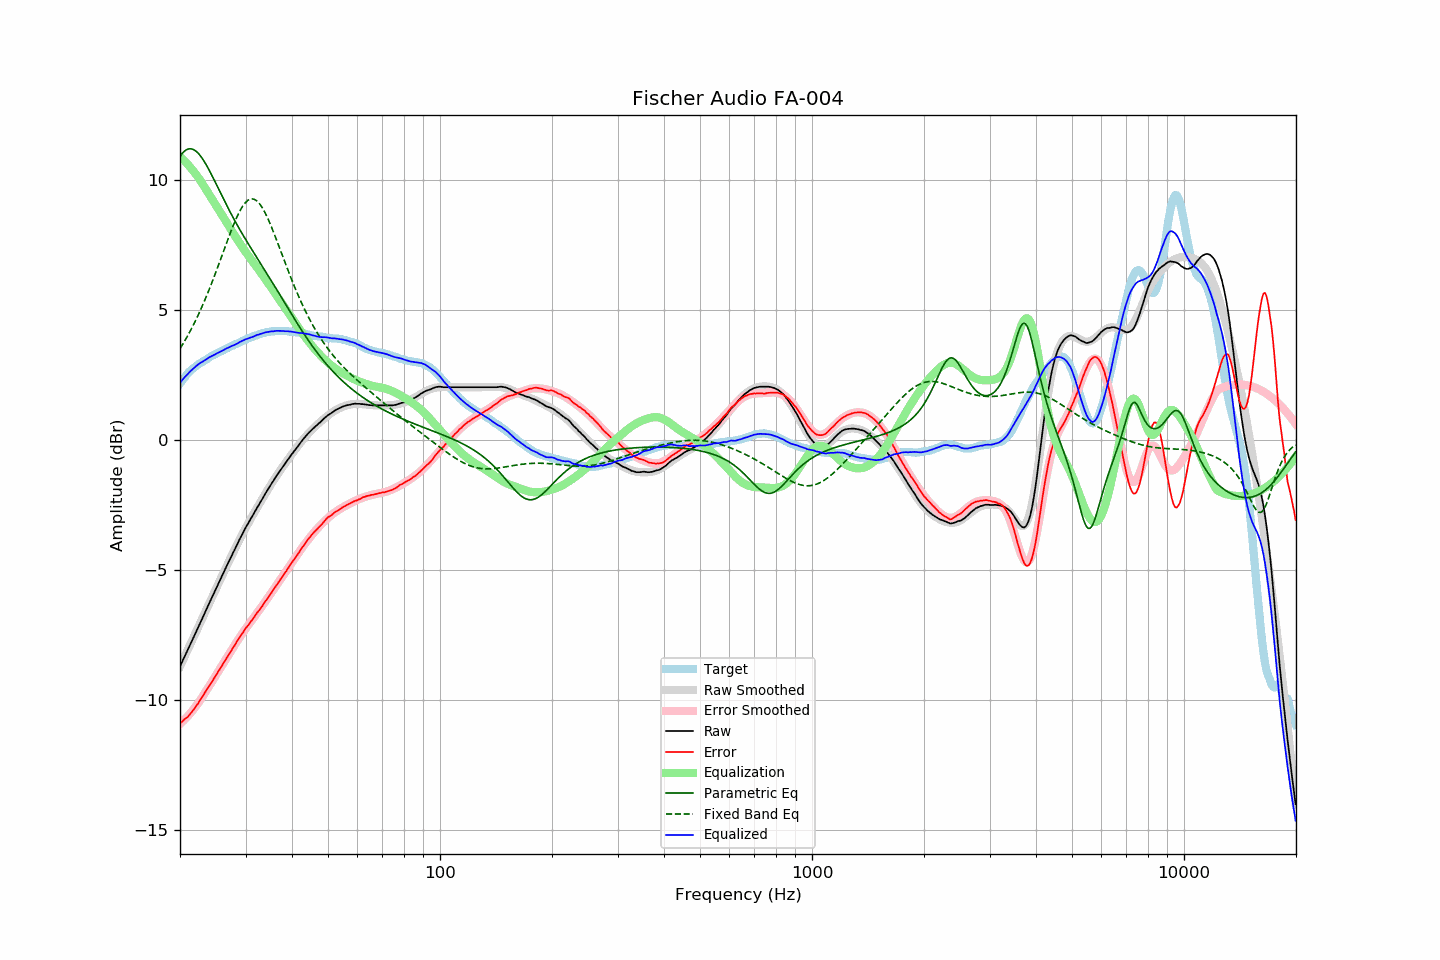 Fischer Audio FA-004
Amplitude (dBr)
10
5
0
−5
−10
−15
Target
Raw Smoothed
Error Smoothed
Raw
Error
Equalization
Parametric Eq
Fixed Band Eq
Equalized
100 1000 10000
Frequency (Hz)